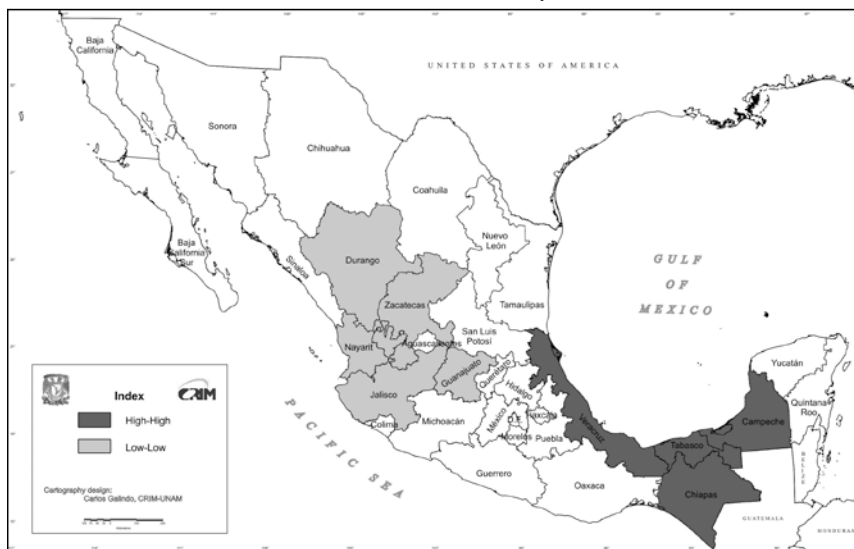 UNITED STATES OF AMERICA
Baja
California
Sonora
Chihuahua
Coahuila
Nuevo
León
Baja
California
Sur
Sinaloa
Durango
Zacatecas
Tamaulipas
San Luis
Potosí
Nayarit
Aguascalientes
Guanajuato
Querétaro
Hidalgo
Jalisco
Colima
Michoacán
México
D.F.
Tlaxcala
Morelos
Puebla
Veracruz
Guerrero
Oaxaca
Tabasco
Chiapas
Campeche
Yucatán
Quintana
Roo
BELIZE
GUATEMALA
HONDURAS
GULF
OF
MEXICO
PACIFIC SEA
CRIM
Index
High-High
Low-Low
Cartography design:
Carlos Galindo, CRIM-UNAM